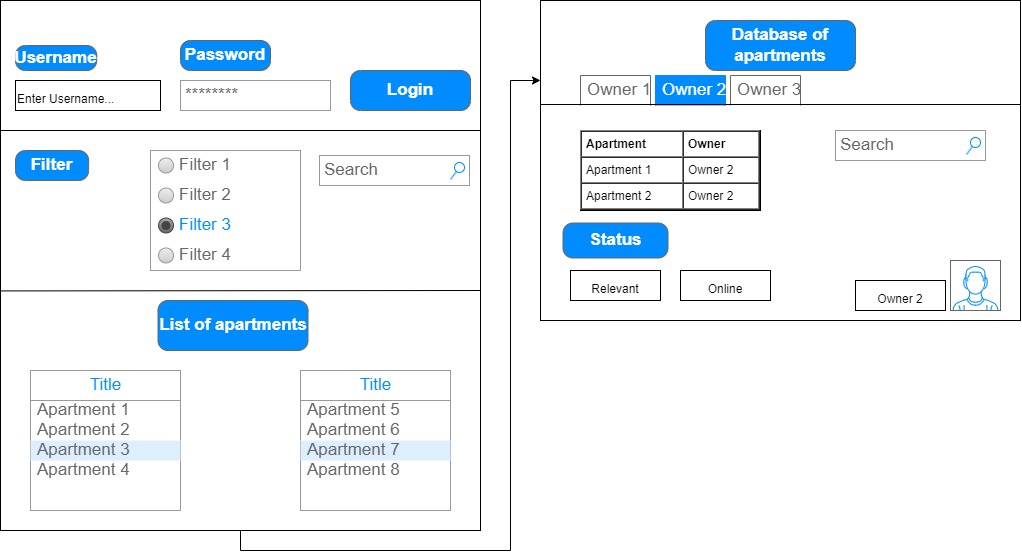 Username
Password
Enter Username...
********
Login
Filter
Filter 1
Filter 2
Filter 3
Filter 4
Search
List of apartments
Title
Apartment 1
Apartment 2
Apartment 3
Apartment 4
Title
Apartment 5
Apartment 6
Apartment 7
Apartment 8
Database of
apartments
Owner 1 Owner 2 Owner 3
Apartment Owner
Apartment 1 Owner 2
Apartment 2 Owner 2
Search
Status
Relevant
Online
Owner 2